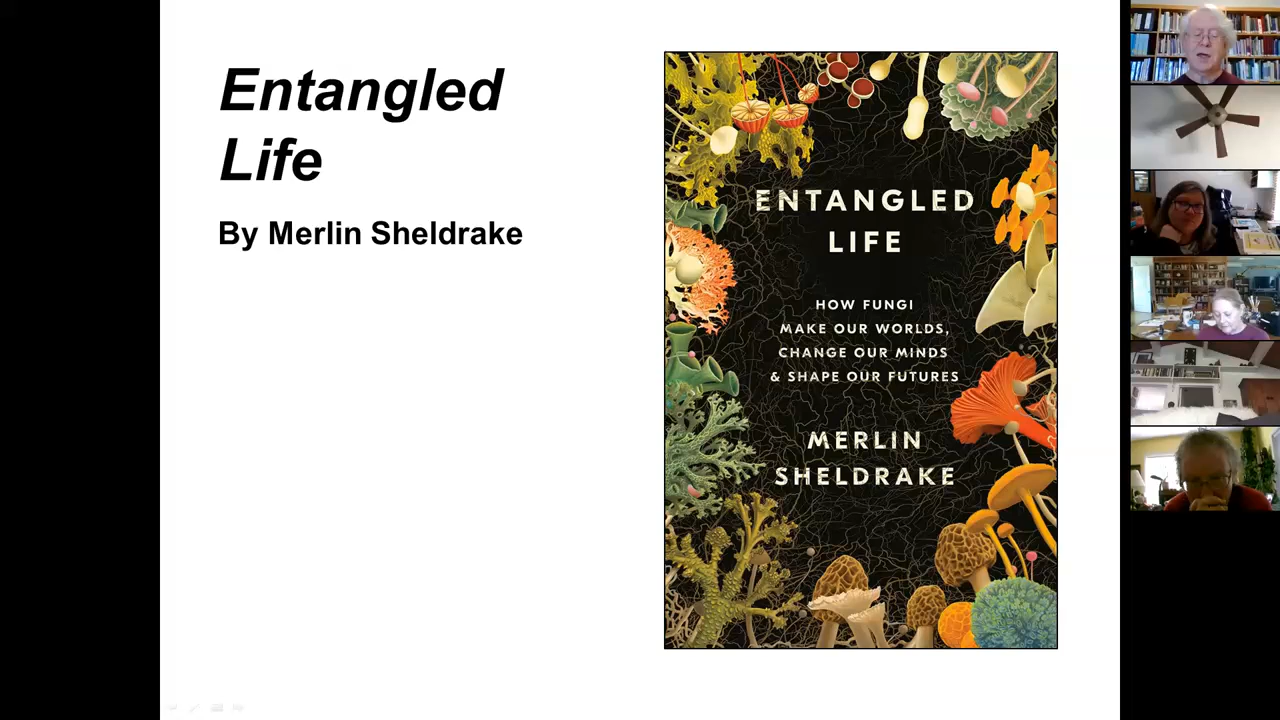 Entangled
Life
By Merlin Sheldrake
ENTANGLED
LIFE
HOW FUNGI
MAKE OUR WORLDS,
CHANGE OUR MINDS
& SHAPE OUR FUTURES
MERLIN
SHELDRAKE